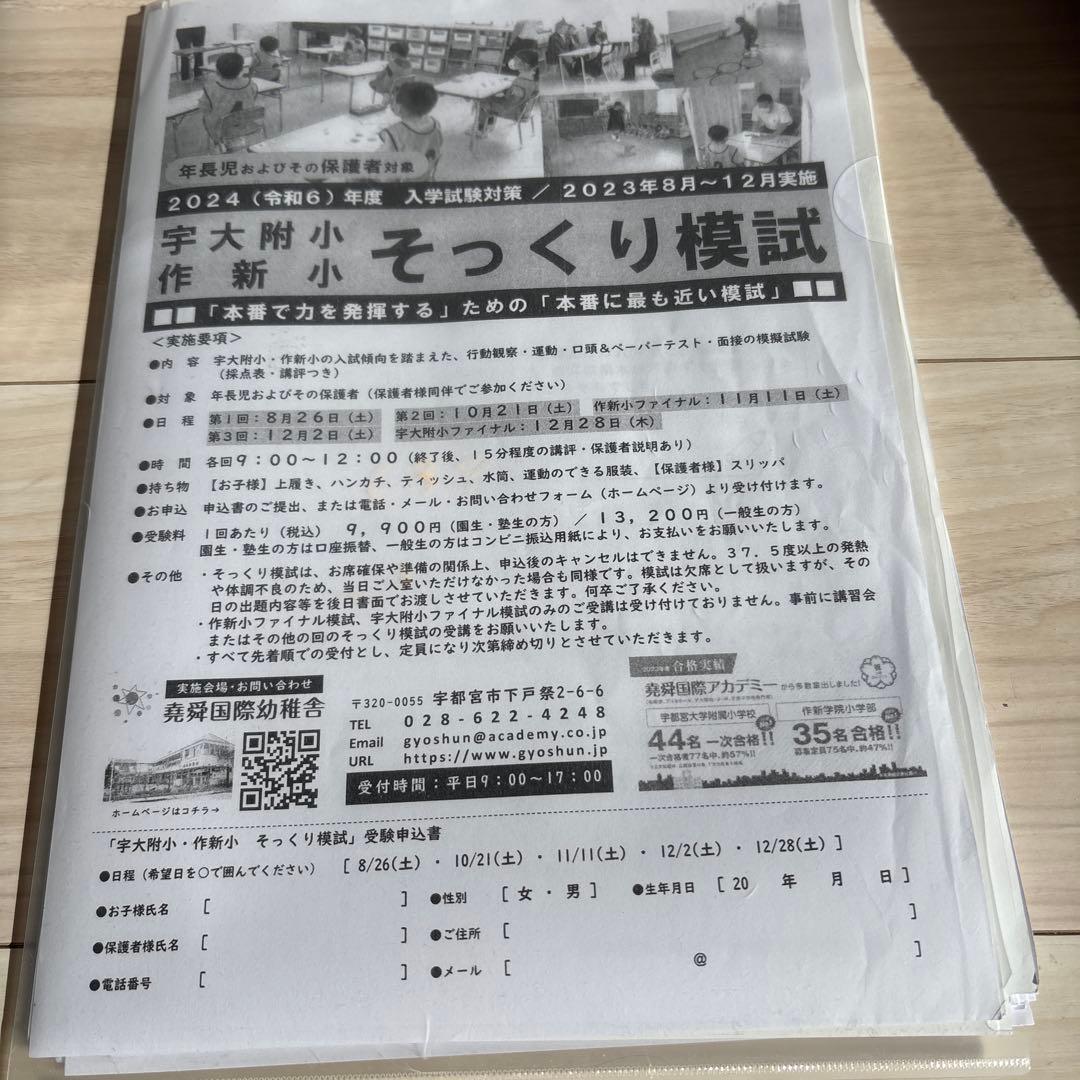 年長児およびその保護者対象
2024（令和6）年度　入学試験対策 ／ 2023年8月～12月実施
宇大附小
作新小
そっくり模試
■■「本番で力を発揮する」ための「本番に最も近い模試」■■
＜実施要項＞
●内　容　宇大附小・作新小の入試傾向を踏まえた、行動観察・運動・口頭＆ペーパーテスト・面接の模擬試験
（採点表・講評つき）
●対　象　年長児およびその保護者（保護者様同伴でご参加ください）
●日　程　第1回：8月26日（土）　第2回：10月21日（土）　作新小ファイナル：11月11日（土）
第3回：12月2日（土）　宇大附小ファイナル：12月28日（木）
●時　間　各回9：00～12：00（終了後、15分程度の講評・保護者説明あり）
●持ち物　【お子様】上履き、ハンカチ、ティッシュ、水筒、運動のできる服装、【保護者様】スリッパ
●お申込　申込書のご提出、または電話・メール・お問い合わせフォーム（ホームページ）より受け付けます。
●受験料　1回あたり（税込）　9，900円（園生・塾生の方）　／　13，200円（一般生の方）
園生・塾生の方は口座振替、一般生の方はコンビニ振込用紙により、お支払いをお願いいたします。
●その他　・そっくり模試は、お席確保や準備の関係上、申込後のキャンセルはできません。37．5度以上の発熱
や体調不良のため、当日ご入室いただけなかった場合も同様です。模試は欠席として扱いますが、その
日の出題内容等を後日書面でお渡しさせていただきます。何卒ご了承ください。
・作新小ファイナル模試、宇大附小ファイナル模試のみのご受講は受け付けておりません。事前に講習会
またはその他の回のそっくり模試の受講をお願いいたします。
・すべて先着順での受付とし、定員になり次第締め切りとさせていただきます。
実施会場・お問い合わせ
堯舜国際幼稚舎
ホームページはコチラ→
〒320-0055 宇都宮市下戸祭2-6-6
TEL　028-622-4248
Email　gyoshun@academy.co.jp
URL　https://www.gyoshun.jp
受付時間：平日9：00～17：00
2023年度 合格実績
堯舜国際アカデミーから多数輩出しました！
宇都宮大学附属小学校
44名 一次合格!!
一次合格者77名中、約57%!!
作新学院小学部
35名 合格!!
募集定員75名中、約47%!!
「宇大附小・作新小　そっくり模試」受験申込書
●日程（希望日を○で囲んでください）　[ 8/26(土) ・ 10/21(土) ・ 11/11(土) ・ 12/2(土) ・ 12/28(土) ]
●お子様氏名　[　　　]　●性別　[ 女 ・ 男 ]　●生年月日　[ 20　年　月　日 ]
●保護者様氏名　[　　　]　●ご住所　[　　　]
●電話番号　[　　　]　●メール　[　　　@　　　]